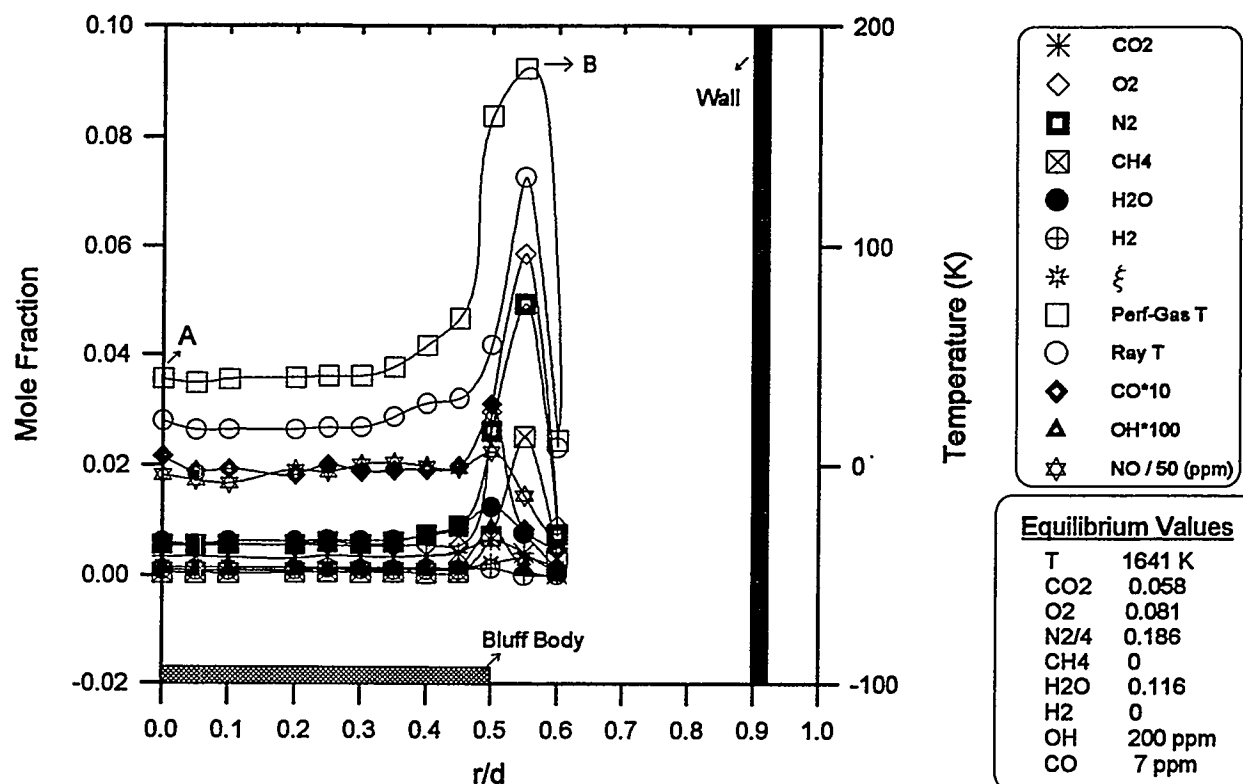 0.10
0.08
0.06
0.04
0.02
0.00
-0.02
Mole Fraction
0.0 0.1 0.2 0.3 0.4 0.5 0.6 0.7 0.8 0.9 1.0
r/d
200
100
0
-100
Temperature (K)
A
B
Wall
Bluff Body
CO2
O2
N2
CH4
H2O
H2
ξ
Perf-Gas T
Ray T
CO*10
OH*100
NO / 50 (ppm)
Equilibrium Values
T 1641 K
CO2 0.058
O2 0.081
N2/4 0.186
CH4 0
H2O 0.116
H2 0
OH 200 ppm
CO 7 ppm